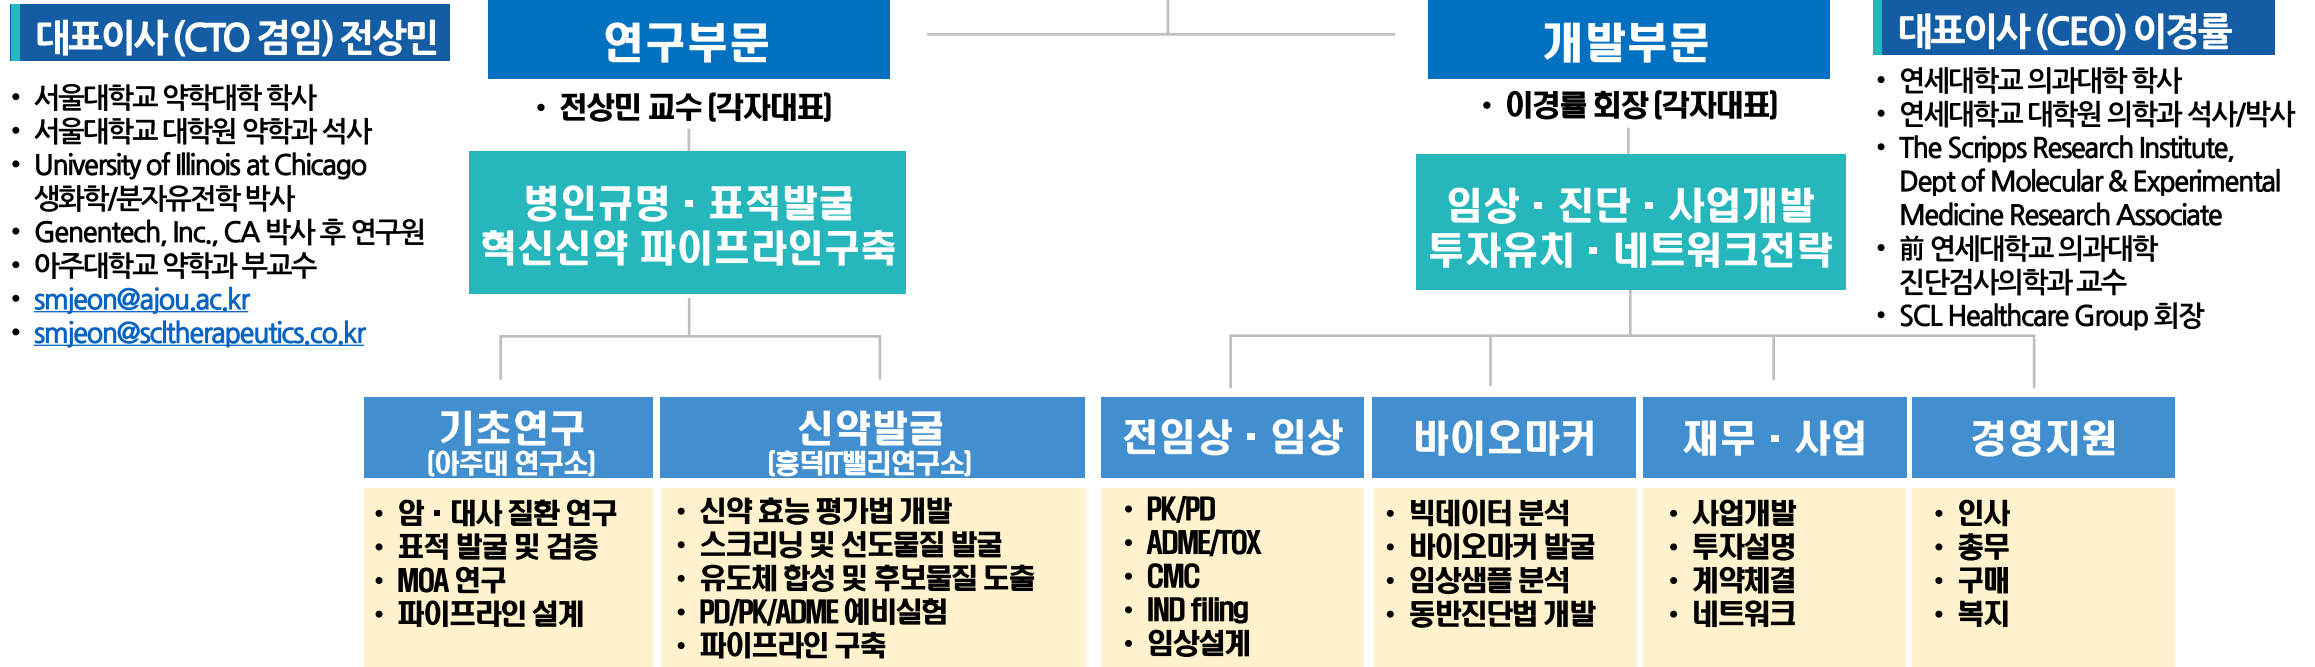 대표이사 (CTO 겸임) 전상민
• 서울대학교 약학대학 학사
• 서울대학교 대학원 약학과 석사
• University of Illinois at Chicago
생화학/분자유전학 박사
• Genentech, Inc., CA 박사 후 연구원
• 아주대학교 약학과 부교수
• smjeon@ajou.ac.kr
• smjeon@scltherapeutics.co.kr
연구부문
• 전상민 교수 (각자대표)
병인규명 · 표적발굴
혁신신약 파이프라인구축
개발부문
• 이경률 회장 (각자대표)
임상 · 진단 · 사업개발
투자유치 · 네트워크전략
대표이사 (CEO) 이경률
• 연세대학교 의과대학 학사
• 연세대학교 대학원 의학과 석사/박사
• The Scripps Research Institute,
Dept of Molecular & Experimental
Medicine Research Associate
• 前 연세대학교 의과대학
진단검사의학과 교수
• SCL Healthcare Group 회장
기초연구
(아주대 연구소)
• 암 · 대사 질환 연구
• 표적 발굴 및 검증
• MOA 연구
• 파이프라인 설계
신약발굴
(흥덕IT밸리연구소)
• 신약 효능 평가법 개발
• 스크리닝 및 선도물질 발굴
• 유도체 합성 및 후보물질 도출
• PD/PK/ADME 예비실험
• 파이프라인 구축
전임상 · 임상
• PK/PD
• ADME/TOX
• CMC
• IND filing
• 임상설계
바이오마커
• 빅데이터 분석
• 바이오마커 발굴
• 임상샘플 분석
• 동반진단법 개발
재무 · 사업
• 사업개발
• 투자설명
• 계약체결
• 네트워크
경영지원
• 인사
• 총무
• 구매
• 복지